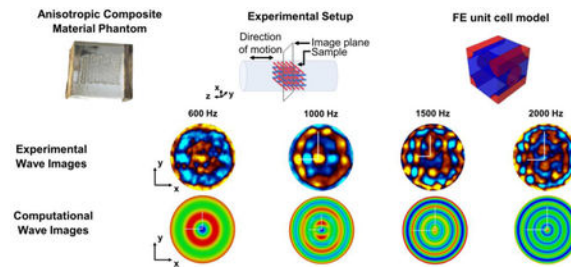 Anisotropic Composite
Material Phantom
Experimental Setup
FE unit cell model
Direction
of motion
Image plane
Sample
x
y
z
600 Hz
1000 Hz
1500 Hz
2000 Hz
Experimental
Wave Images
y
x
Computational
Wave Images
y
x